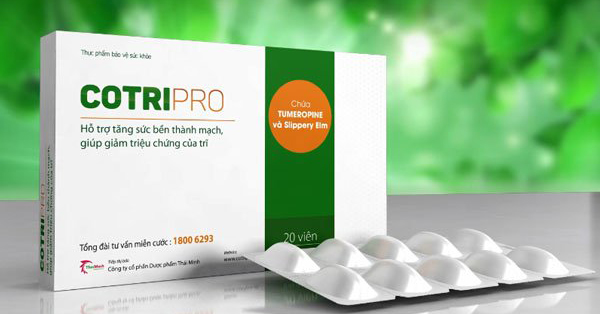 Thực phẩm bảo vệ sức khỏe
COTRIPRO
Hỗ trợ tăng sức bền thành mạch,
giúp giảm triệu chứng của trĩ
Chứa
TUMEROPINE
và Slippery Elm
Tổng đài tư vấn miễn cước : 1800 6293
Công ty cổ phần Dược phẩm Thái Minh
20 viên
COTRIPRO